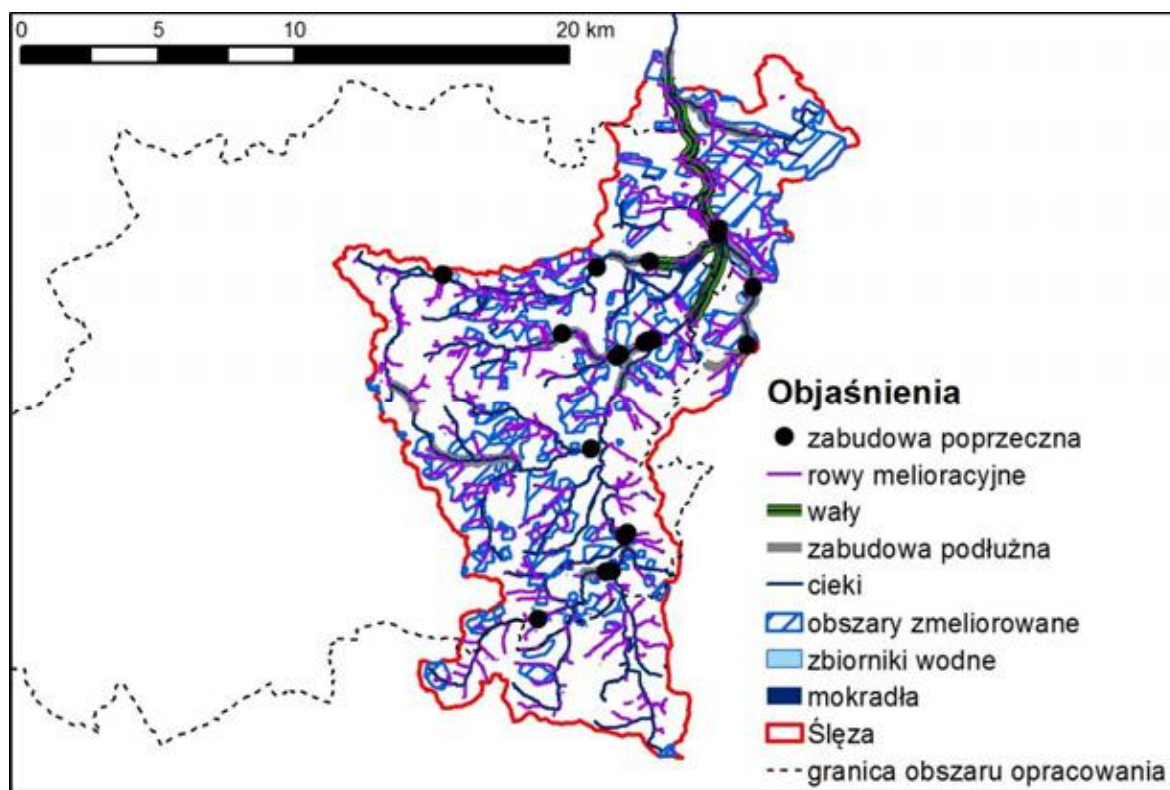 0 5 10 20 km
Objaśnienia
zabudowa poprzeczna
rowy melioracyjne
wały
zabudowa podłużna
cieki
obszary zmeliorowane
zbiorniki wodne
mokradła
Ślęza
granica obszaru opracowania